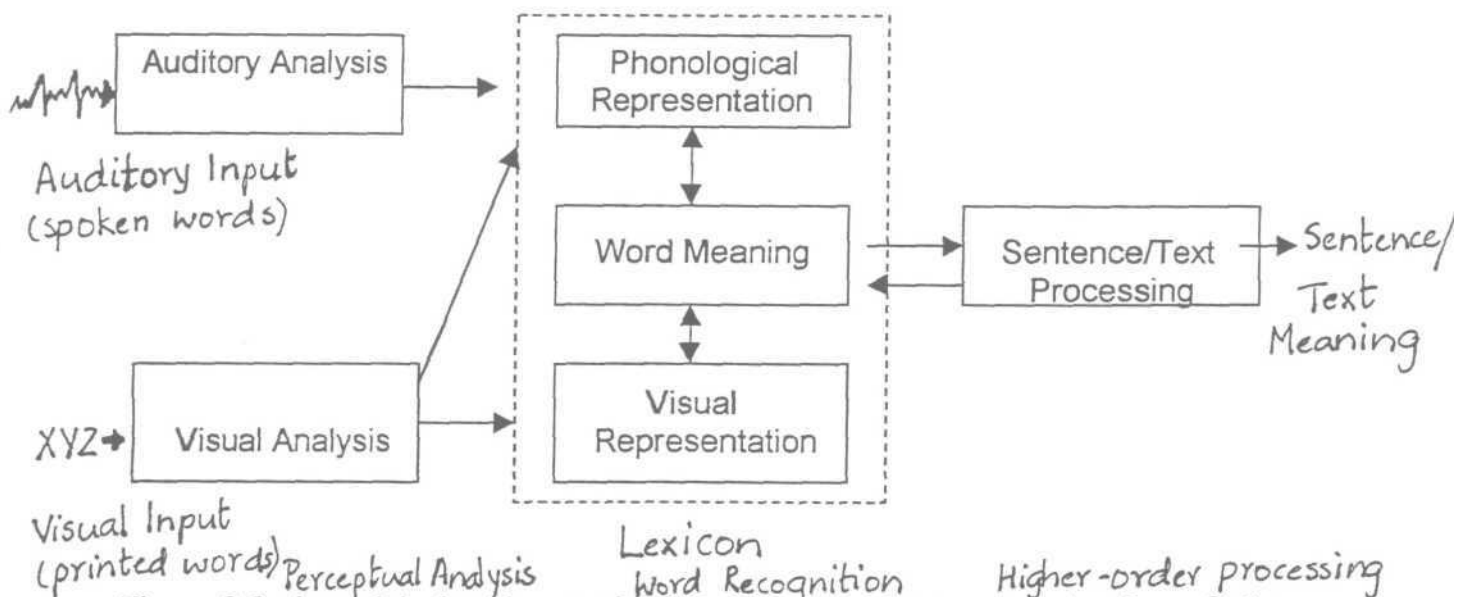 Auditory Analysis
Auditory Input
(spoken words)
Phonological
Representation
Word Meaning
Visual
Representation
Sentence/Text
Processing
Sentence/
Text
Meaning
XYZ
Visual Analysis
Visual Input
(printed words)
Perceptual Analysis
Lexicon
Word Recognition
Higher-order processing